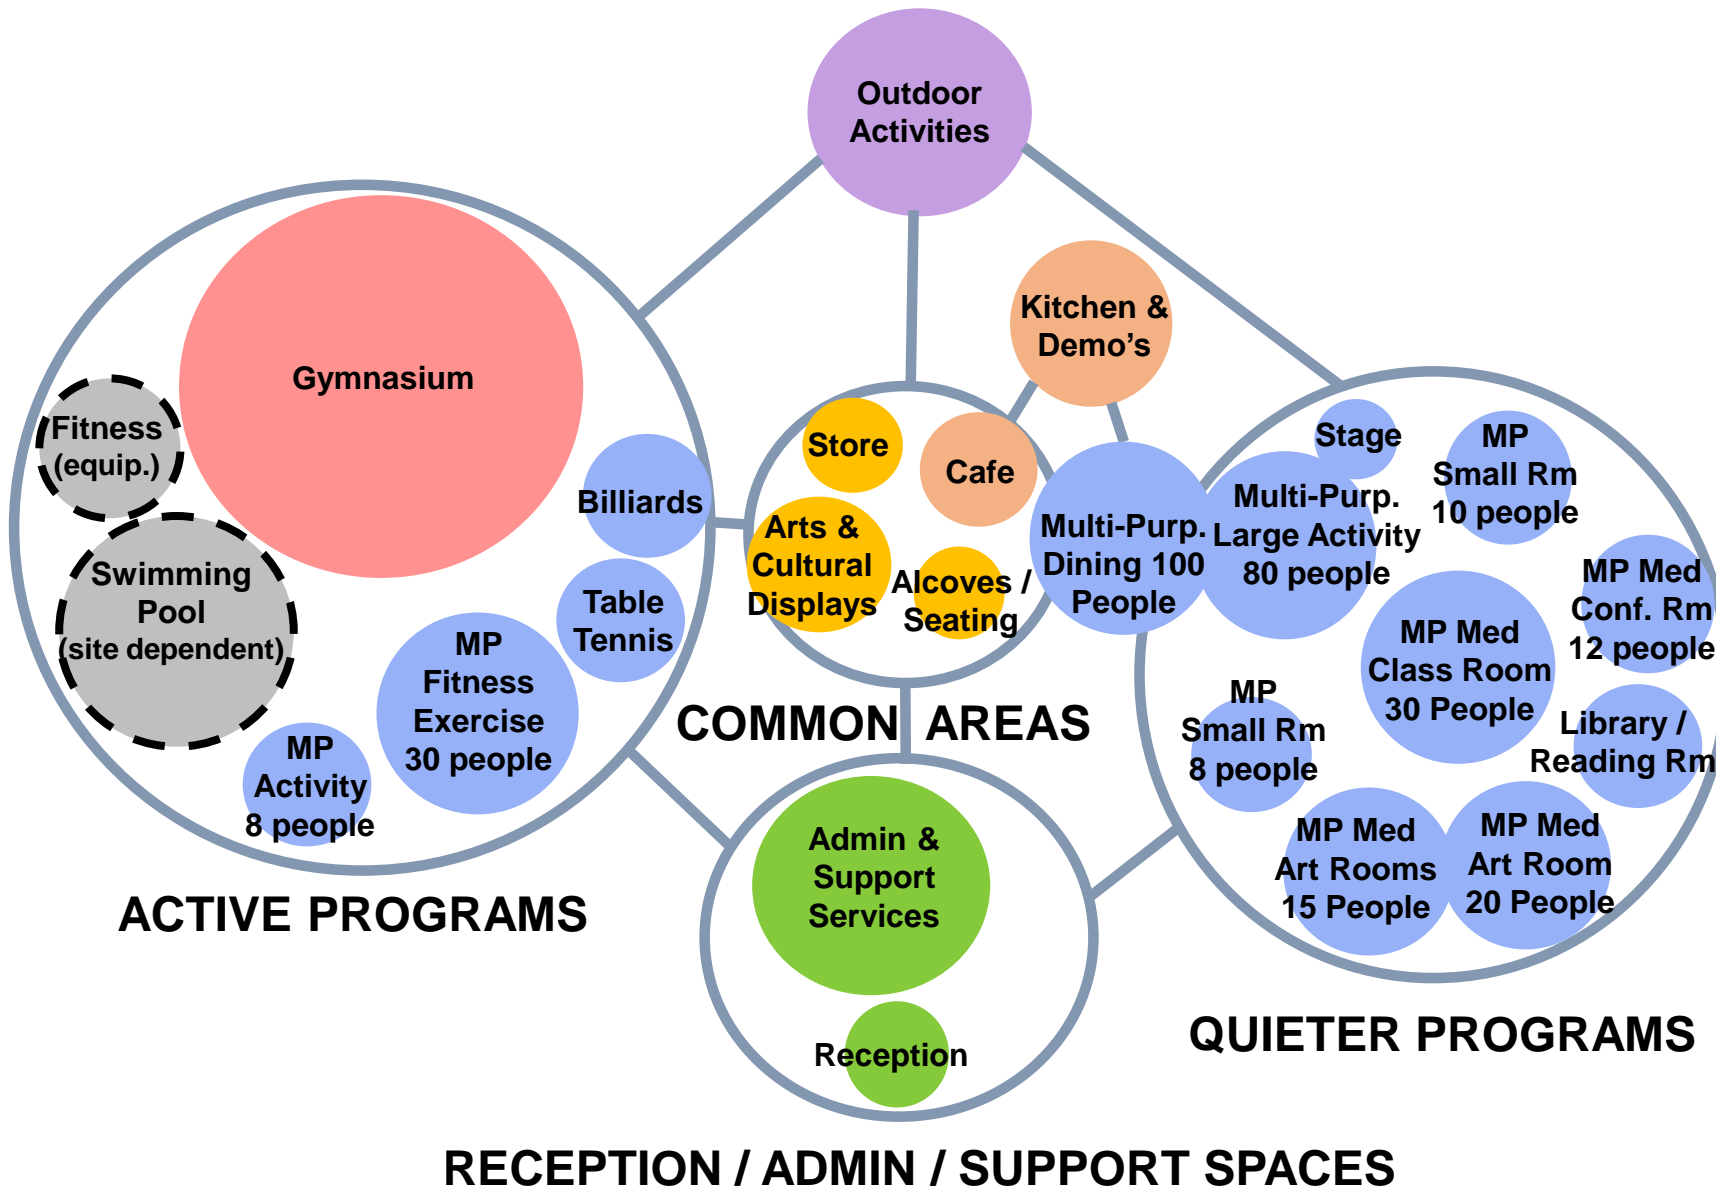 Outdoor
Activities
Kitchen &
Demo's
Gymnasium
Fitness
(equip.)
Swimming
Pool
(site dependent)
Billiards
Table
Tennis
MP
Fitness
Exercise
30 people
MP
Activity
8 people
ACTIVE PROGRAMS
Store
Cafe
Arts &
Cultural
Displays
Alcoves /
Seating
Multi-Purp.
Dining 100
People
COMMON AREAS
Stage
Multi-Purp.
Large Activity
80 people
MP
Small Rm
10 people
MP Med
Conf. Rm
12 people
MP Med
Class Room
30 People
MP
Small Rm
8 people
Library /
Reading Rm
MP Med
Art Rooms
15 People
MP Med
Art Room
20 People
QUIETER PROGRAMS
Admin &
Support
Services
Reception
RECEPTION / ADMIN / SUPPORT SPACES